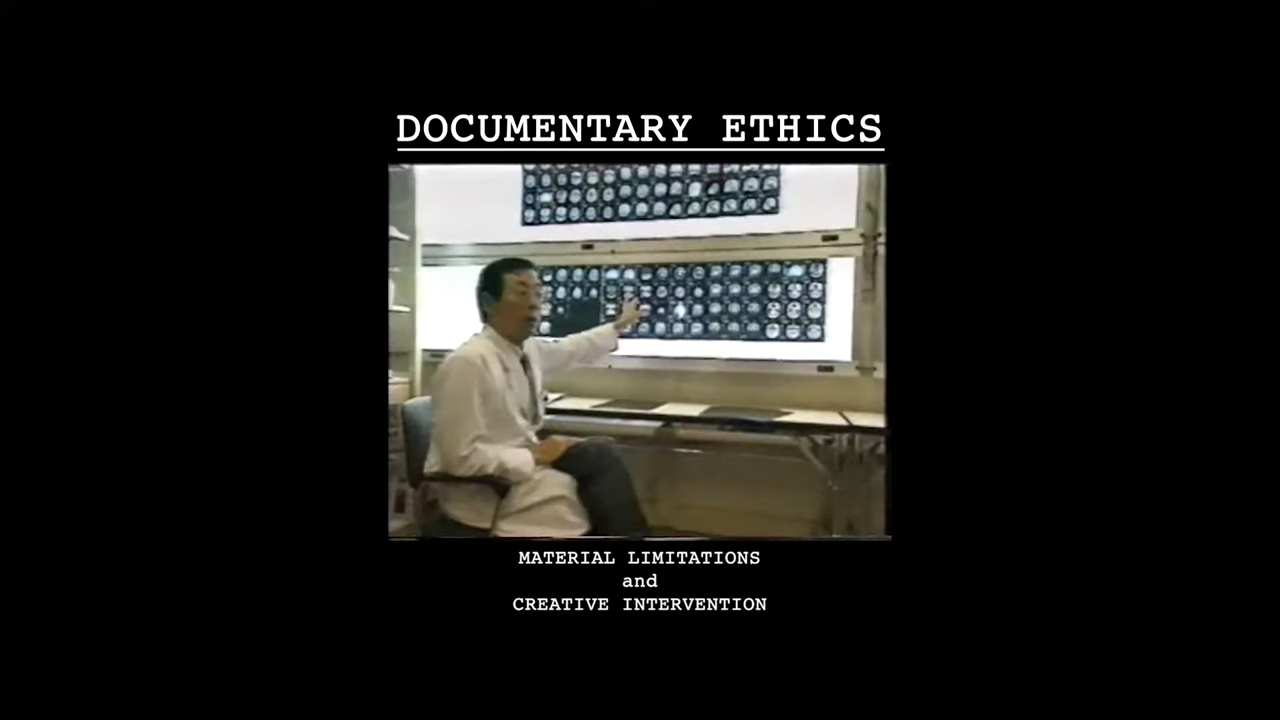 DOCUMENTARY ETHICS
MATERIAL LIMITATIONS
and
CREATIVE INTERVENTION